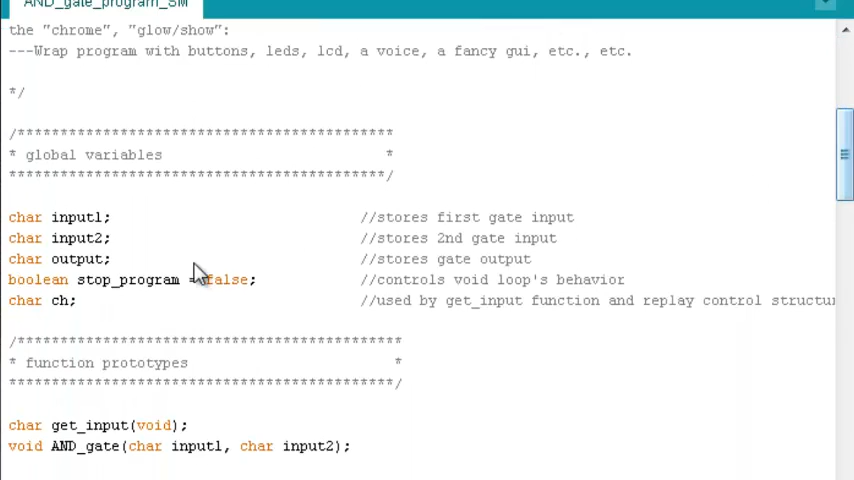 AND_gate_program_SM
the "chrome", "glow/show":
---Wrap program with buttons, leds, lcd, a voice, a fancy gui, etc., etc.
*/
/*********************************************
* global variables *
********************************************/
char input1; //stores first gate input
char input2; //stores 2nd gate input
char output; //stores gate output
boolean stop_program = false; //controls void loop's behavior
char ch; //used by get_input function and replay control structur
/**********************************************
* function prototypes *
*********************************************/
char get_input(void);
void AND_gate(char input1, char input2);